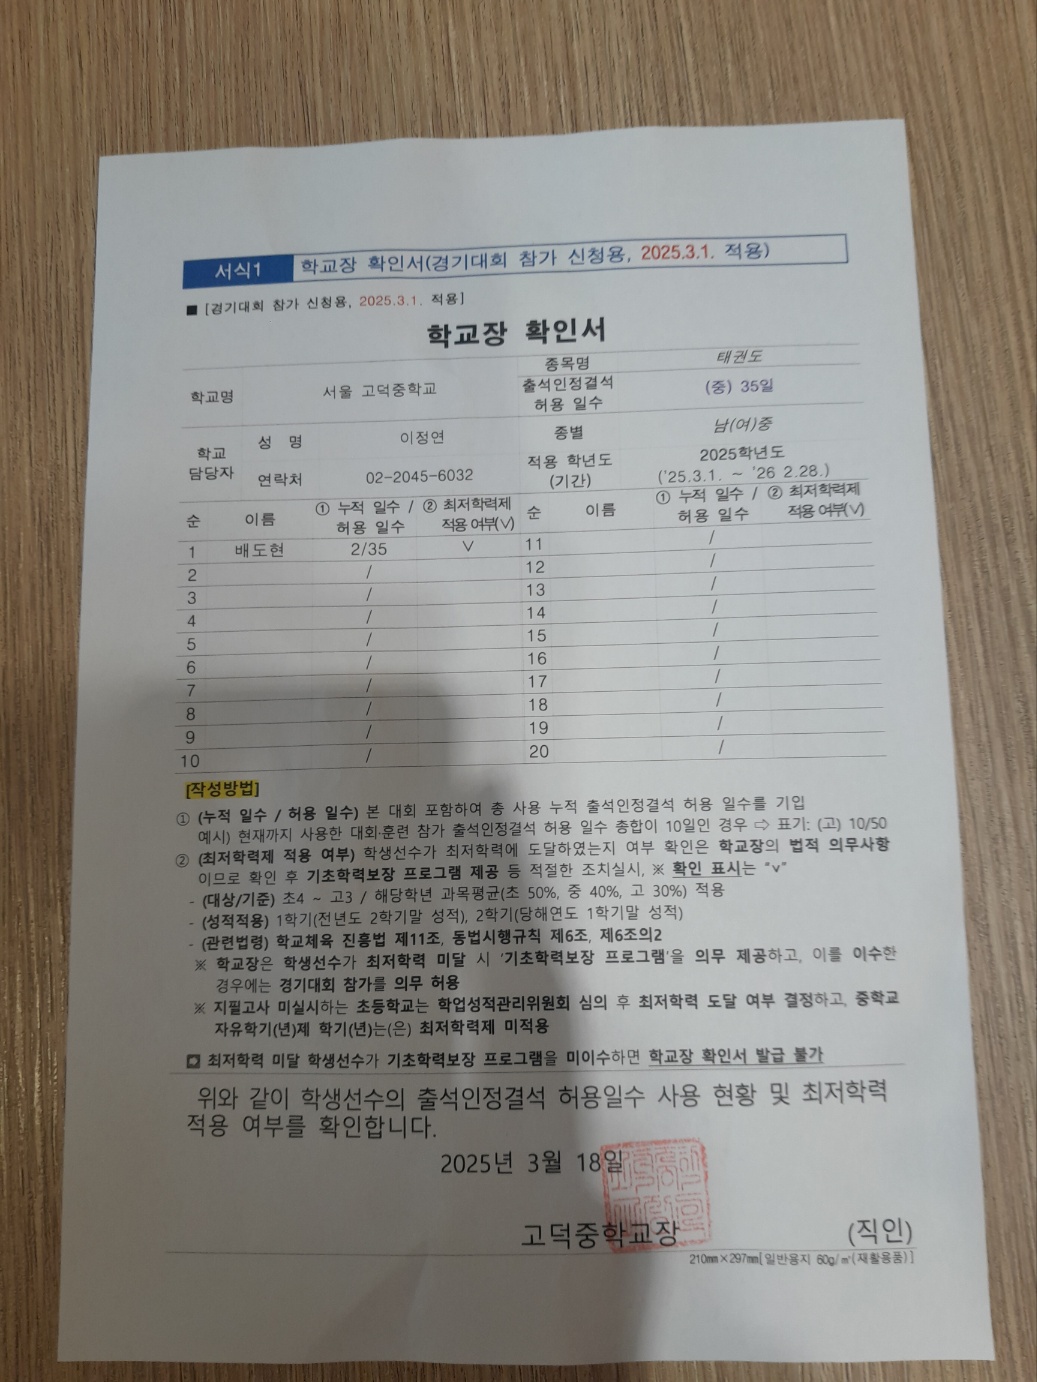 서식1 학교장 확인서(경기대회 참가 신청용, 2025.3.1. 적용)
■ [경기대회 참가 신청용, 2025.3.1. 적용]
학교장 확인서
학교명 서울 고덕중학교 종목명 태권도
출석인정결석 허용 일수 (중) 35일
학교 담당자 성 명 이정연 종별 남(여)중
연락처 02-2045-6032 적용 학년도 (기간) 2025학년도 ('25.3.1. ~ '26 2.28.)
순 이름 ① 누적 일수 / 허용 일수 ② 최저학력제 적용 여부(∨) 순 이름 ① 누적 일수 / 허용 일수 ② 최저학력제 적용 여부(∨)
1 배도현 2/35 ∨ 11 /
2 / 12 /
3 / 13 /
4 / 14 /
5 / 15 /
6 / 16 /
7 / 17 /
8 / 18 /
9 / 19 /
10 / 20 /
[작성방법]
① (누적 일수 / 허용 일수) 본 대회 포함하여 총 사용 누적 출석인정결석 허용 일수를 기입
예시) 현재까지 사용한 대회·훈련 참가 출석인정결석 허용 일수 총합이 10일인 경우 ⇨ 표기: (고) 10/50
② (최저학력제 적용 여부) 학생선수가 최저학력에 도달하였는지 여부 확인은 학교장의 법적 의무사항
이므로 확인 후 기초학력보장 프로그램 제공 등 적절한 조치실시, ※ 확인 표시는 "∨"
- (대상/기준) 초4 ~ 고3 / 해당학년 과목평균(초 50%, 중 40%, 고 30%) 적용
- (성적적용) 1학기(전년도 2학기말 성적), 2학기(당해연도 1학기말 성적)
- (관련법령) 학교체육 진흥법 제11조, 동법시행규칙 제6조, 제6조의2
※ 학교장은 학생선수가 최저학력 미달 시 '기초학력보장 프로그램'을 의무 제공하고, 이를 이수한
경우에는 경기대회 참가를 의무 허용
※ 지필고사 미실시하는 초등학교는 학업성적관리위원회 심의 후 최저학력 도달 여부 결정하고, 중학교
자유학기(년)제 학기(년)는(은) 최저학력제 미적용
➡ 최저학력 미달 학생선수가 기초학력보장 프로그램을 미이수하면 학교장 확인서 발급 불가
위와 같이 학생선수의 출석인정결석 허용일수 사용 현황 및 최저학력
적용 여부를 확인합니다.
2025년 3월 18일
고덕중학교장 (직인)
210㎜×297㎜[일반용지 60g/㎡(재활용품)]